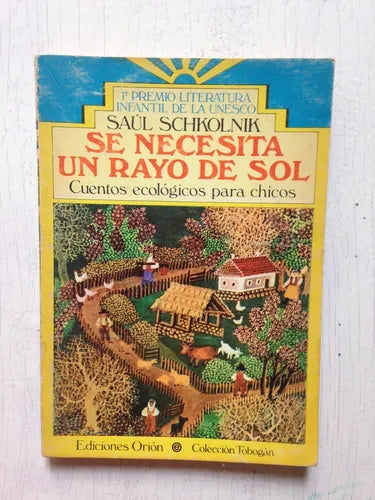 1º PREMIO LITERATURA
INFANTIL DE LA UNESCO
SAÚL SCHKOLNIK
SE NECESITA
UN RAYO DE SOL
Cuentos ecológicos para chicos
Ediciones Orión
Colección Tobogán